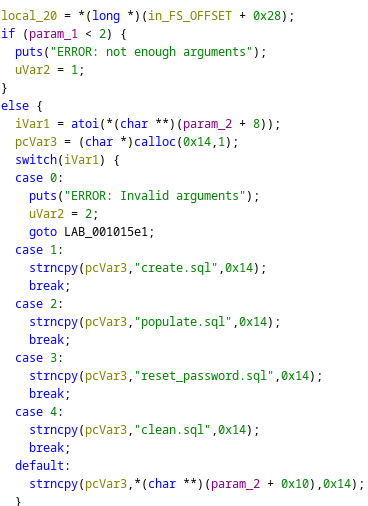 local_20 = *(long *)(in_FS_OFFSET + 0x28);
if (param_1 < 2) {
  puts("ERROR: not enough arguments");
  uVar2 = 1;
}
else {
  iVar1 = atoi(*(char **)(param_2 + 8));
  pcVar3 = (char *)calloc(0x14,1);
  switch(iVar1) {
  case 0:
    puts("ERROR: Invalid arguments");
    uVar2 = 2;
    goto LAB_001015e1;
  case 1:
    strncpy(pcVar3,"create.sql",0x14);
    break;
  case 2:
    strncpy(pcVar3,"populate.sql",0x14);
    break;
  case 3:
    strncpy(pcVar3,"reset_password.sql",0x14);
    break;
  case 4:
    strncpy(pcVar3,"clean.sql",0x14);
    break;
  default:
    strncpy(pcVar3,*(char **)(param_2 + 0x10),0x14);
  }